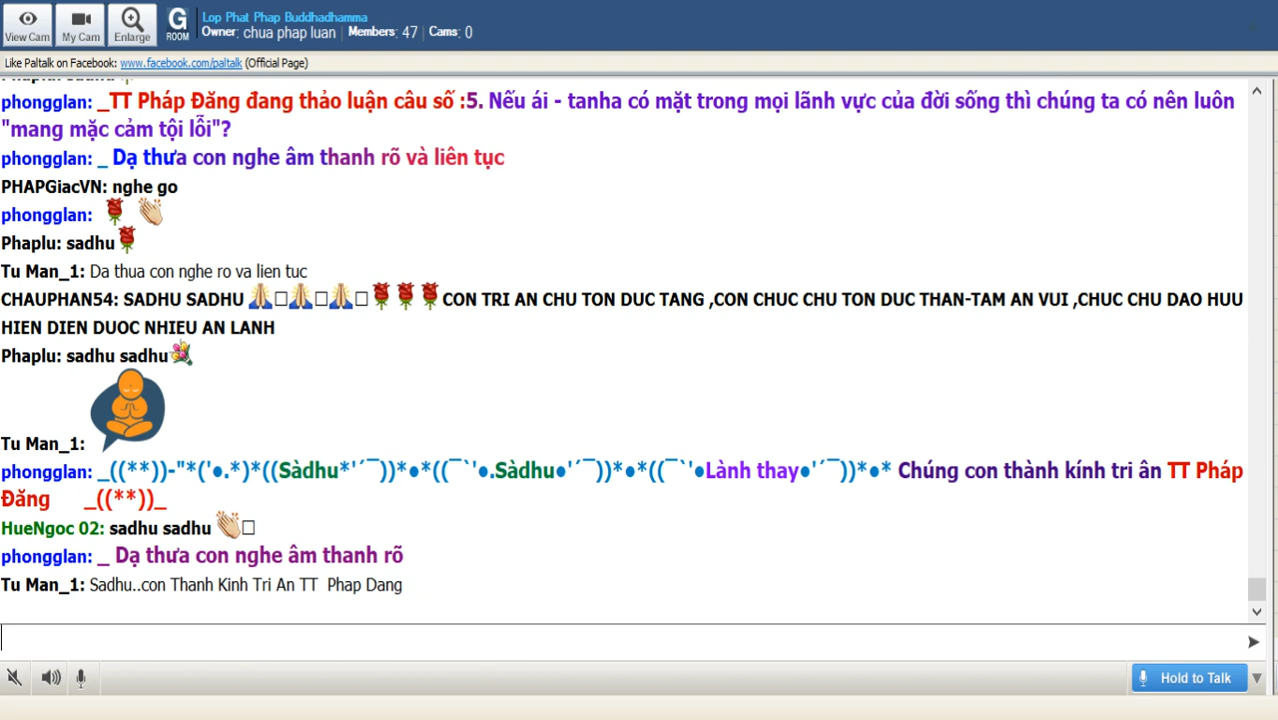 View Cam
My Cam
Enlarge
G
ROOM
Lop Phat Phap Buddhadhamma
Owner: chua phap luan | Members: 47 | Cams: 0
Like Paltalk on Facebook: www.facebook.com/paltalk (Official Page)
phongglan: _TT Pháp Đăng đang thảo luận câu số :5. Nếu ái - tanha có mặt trong mọi lãnh vực của đời sống thì chúng ta có nên luôn
"mang mặc cảm tội lỗi"?
phongglan: _ Dạ thưa con nghe âm thanh rõ và liên tục
PHAPGiacVN: nghe go
phongglan: 🌹 👏
Phaplu: sadhu🌹
Tu Man_1: Da thua con nghe ro va lien tuc
CHAUPHAN54: SADHU SADHU 🙏□🙏□🙏□🌹🌹🌹CON TRI AN CHU TON DUC TANG ,CON CHUC CHU TON DUC THAN-TAM AN VUI ,CHUC CHU DAO HUU
HIEN DIEN DUOC NHIEU AN LANH
Phaplu: sadhu sadhu💐
Tu Man_1:
phongglan: _((**))-"*('●.*)*((Sàdhu*'´¯))*●*((¯`'●.Sàdhu●'´¯))*●*((¯`'●Lành thay●'´¯))*●* Chúng con thành kính tri ân TT Pháp
Đăng _((**))_
HueNgoc 02: sadhu sadhu 👏□
phongglan: _ Dạ thưa con nghe âm thanh rõ
Tu Man_1: Sadhu..con Thanh Kinh Tri An TT Phap Dang
Hold to Talk